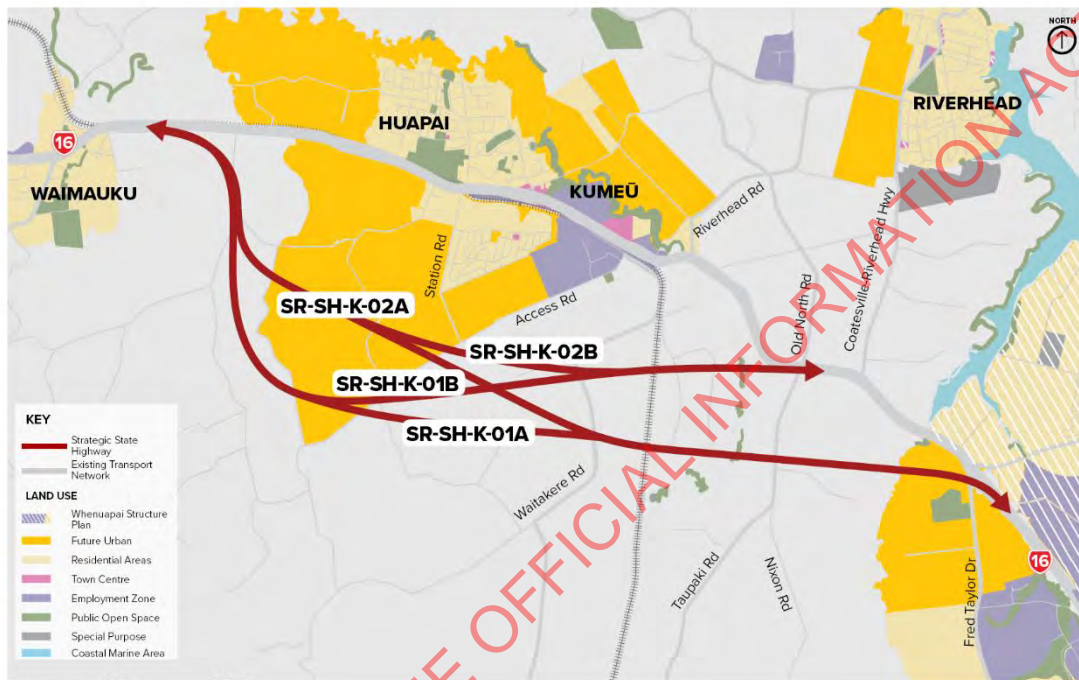 NORTH
RIVERHEAD
HUAPAI
16
WAIMAUKU
KUMEŪ
Riverhead Rd
Coatesville-Riverhead Hwy
Station Rd
Access Rd
Old North Rd
SR-SH-K-02A
SR-SH-K-02B
SR-SH-K-01B
SR-SH-K-01A
Waitakere Rd
Taupaki Rd
Nixon Rd
Fred Taylor Dr
16
KEY
Strategic State
Highway
Existing Transport
Network
LAND USE
Whenuapai Structure
Plan
Future Urban
Residential Areas
Town Centre
Employment Zone
Public Open Space
Special Purpose
Coastal Marine Area
E OFFICIAL INFORMATION AC